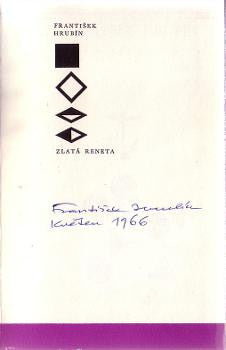 FRANTIŠEK
HRUBÍN
ZLATÁ RENETA
František Hrubín
Květen 1966